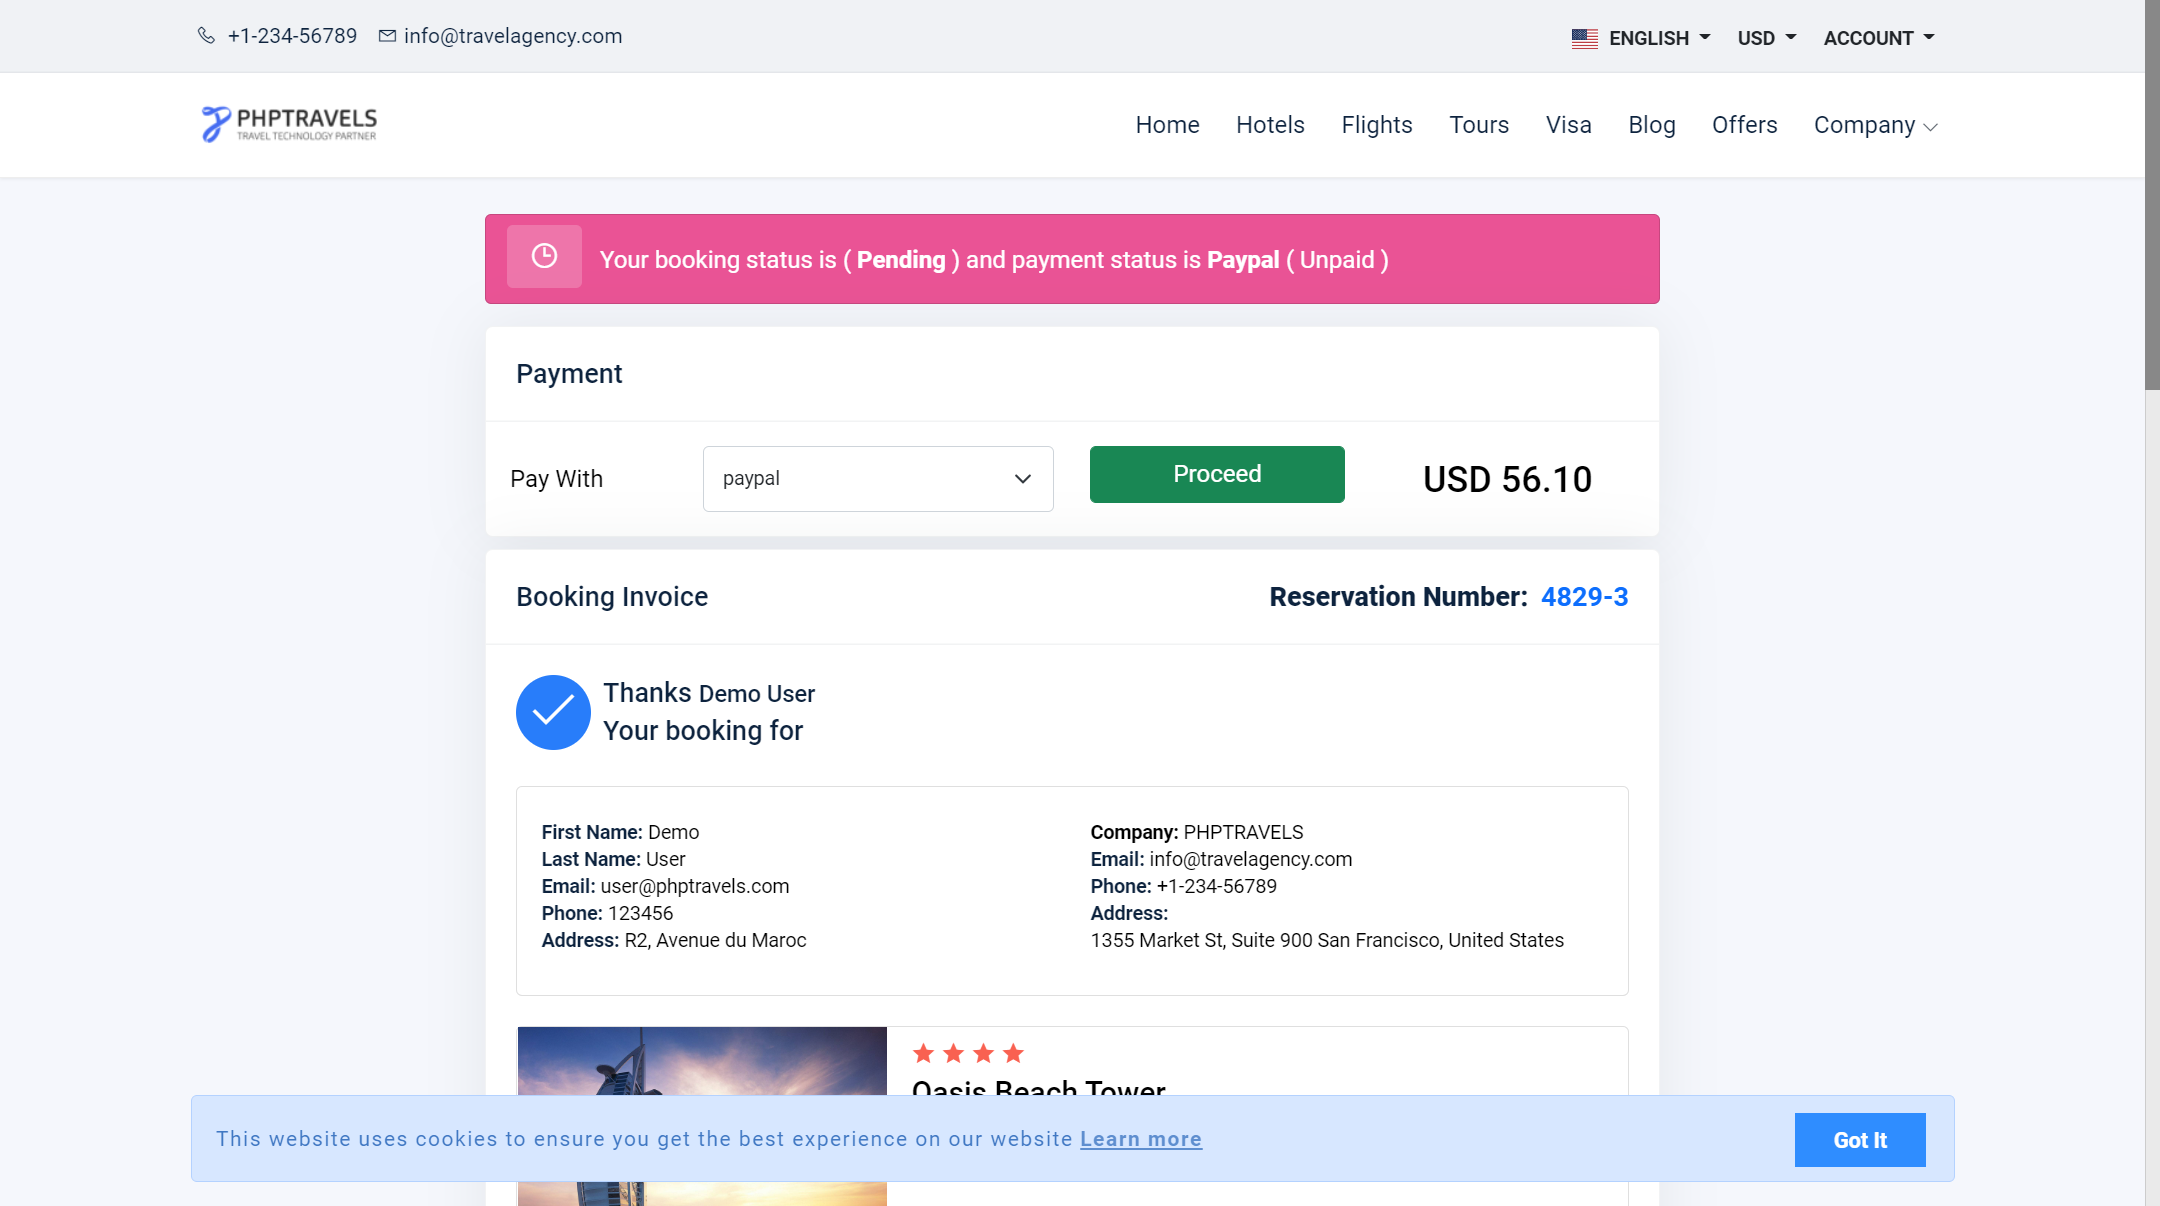 +1-234-56789 info@travelagency.com ENGLISH USD ACCOUNT
PHPTRAVELS
TRAVEL TECHNOLOGY PARTNER
Home Hotels Flights Tours Visa Blog Offers Company
Your booking status is ( Pending ) and payment status is Paypal ( Unpaid )
Payment
Pay With paypal Proceed USD 56.10
Booking Invoice Reservation Number: 4829-3
Thanks Demo User
Your booking for
First Name: Demo
Last Name: User
Email: user@phptravels.com
Phone: 123456
Address: R2, Avenue du Maroc
Company: PHPTRAVELS
Email: info@travelagency.com
Phone: +1-234-56789
Address:
1355 Market St, Suite 900 San Francisco, United States
Oasis Beach Tower
This website uses cookies to ensure you get the best experience on our website Learn more Got It